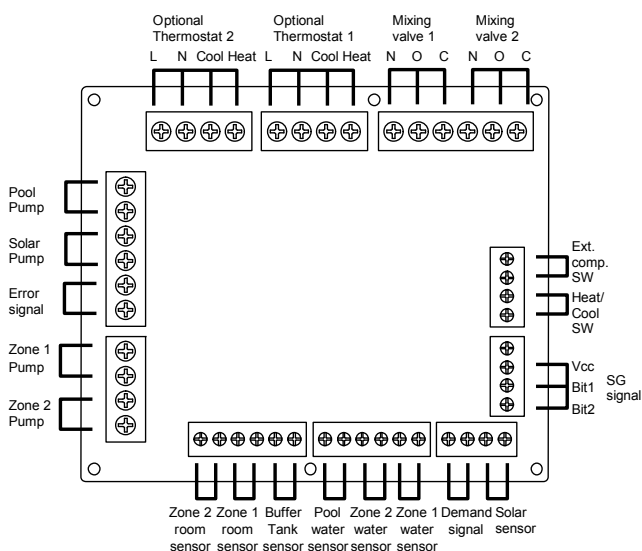 Optional Thermostat 2
L N Cool Heat
Optional Thermostat 1
L N Cool Heat
Mixing valve 1
N O C
Mixing valve 2
N O C
Pool
Pump
Solar
Pump
Error
signal
Zone 1
Pump
Zone 2
Pump
Ext.
comp.
SW
Heat/
Cool
SW
Vcc
Bit1
Bit2
SG
signal
Zone 2
room
sensor
Zone 1
room
sensor
Buffer
Tank
sensor
Pool
water
sensor
Zone 2
water
sensor
Zone 1
water
sensor
Demand
signal
Solar
sensor